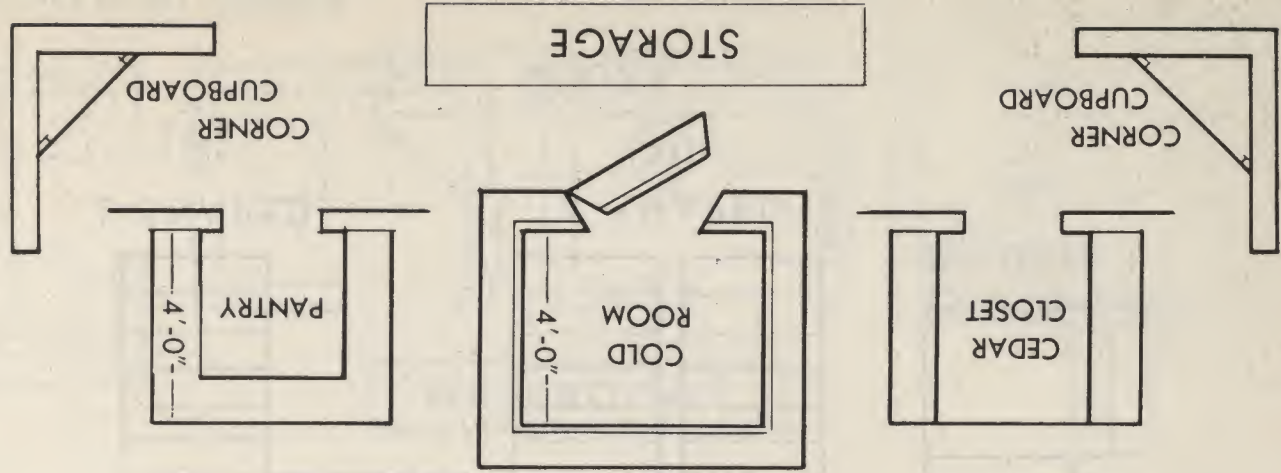 CEDAR
CLOSET
COLD
ROOM
4'-0"
PANTRY
4'-0"
CORNER
CUPBOARD
CORNER
CUPBOARD
STORAGE